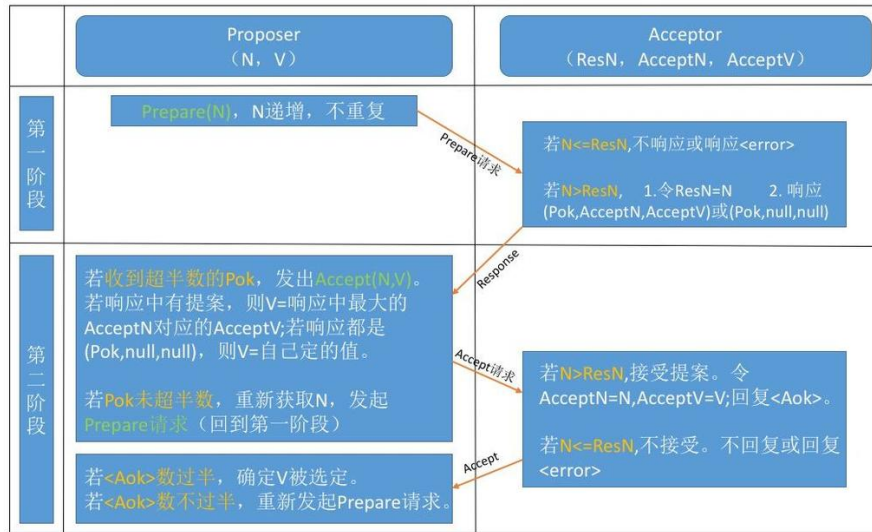 Proposer
(N，V)
Acceptor
(ResN，AcceptN，AcceptV)
第一阶段
Prepare(N)，N递增，不重复
Prepare请求
若N<=ResN,不响应或响应<error>
若N>ResN, 1.令ResN=N 2. 响应
(Pok,AcceptN,AcceptV)或(Pok,null,null)
Response
第二阶段
若收到超半数的Pok，发出Accept(N,V)。
若响应中有提案，则V=响应中最大的
AcceptN对应的AcceptV;若响应都是
(Pok,null,null)，则V=自己定的值。
若Pok未超半数，重新获取N，发起
Prepare请求（回到第一阶段）
Accept请求
若N>ResN,接受提案。令
AcceptN=N,AcceptV=V;回复<Aok>。
若N<=ResN,不接受。不回复或回复
<error>
Accept
若<Aok>数过半，确定V被选定。
若<Aok>数不过半，重新发起Prepare请求。